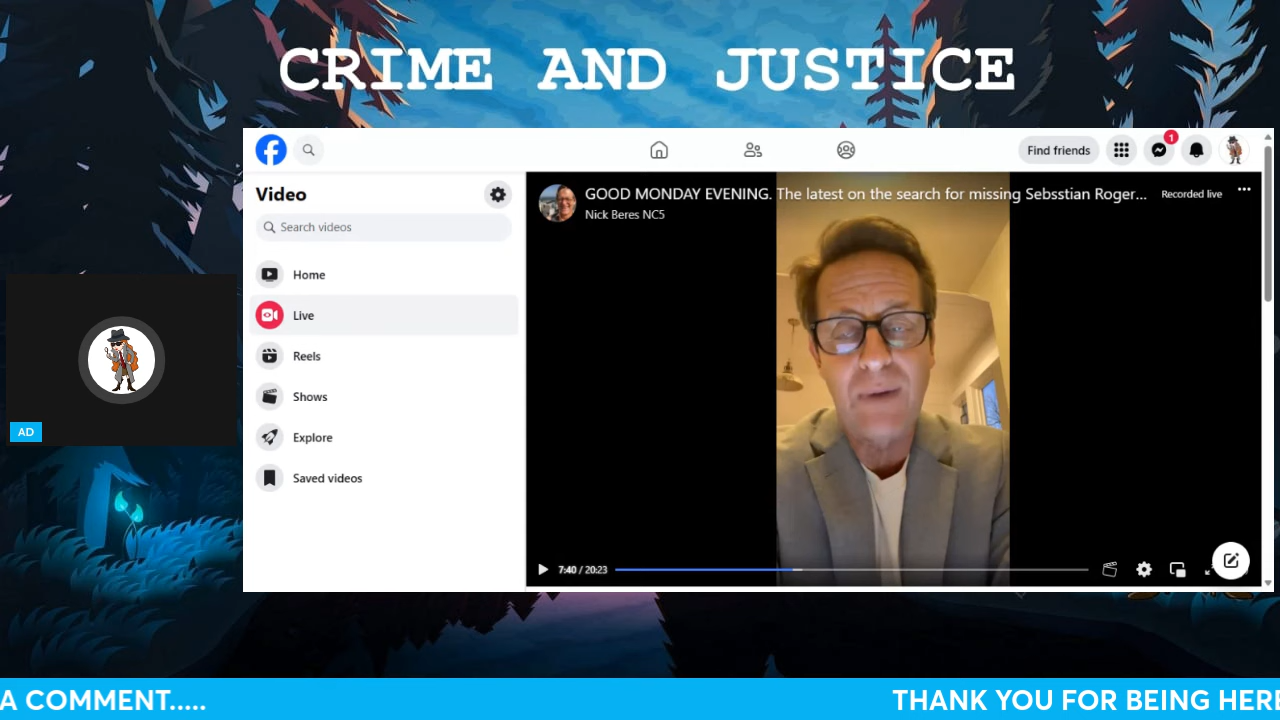 CRIME AND JUSTICE
Find friends
1
Video
Search videos
Home
Live
Reels
Shows
Explore
Saved videos
GOOD MONDAY EVENING. The latest on the search for missing Sebsstian Roger...
Recorded live
Nick Beres NC5
7:40 / 20:23
AD
A COMMENT.....
THANK YOU FOR BEING HERE